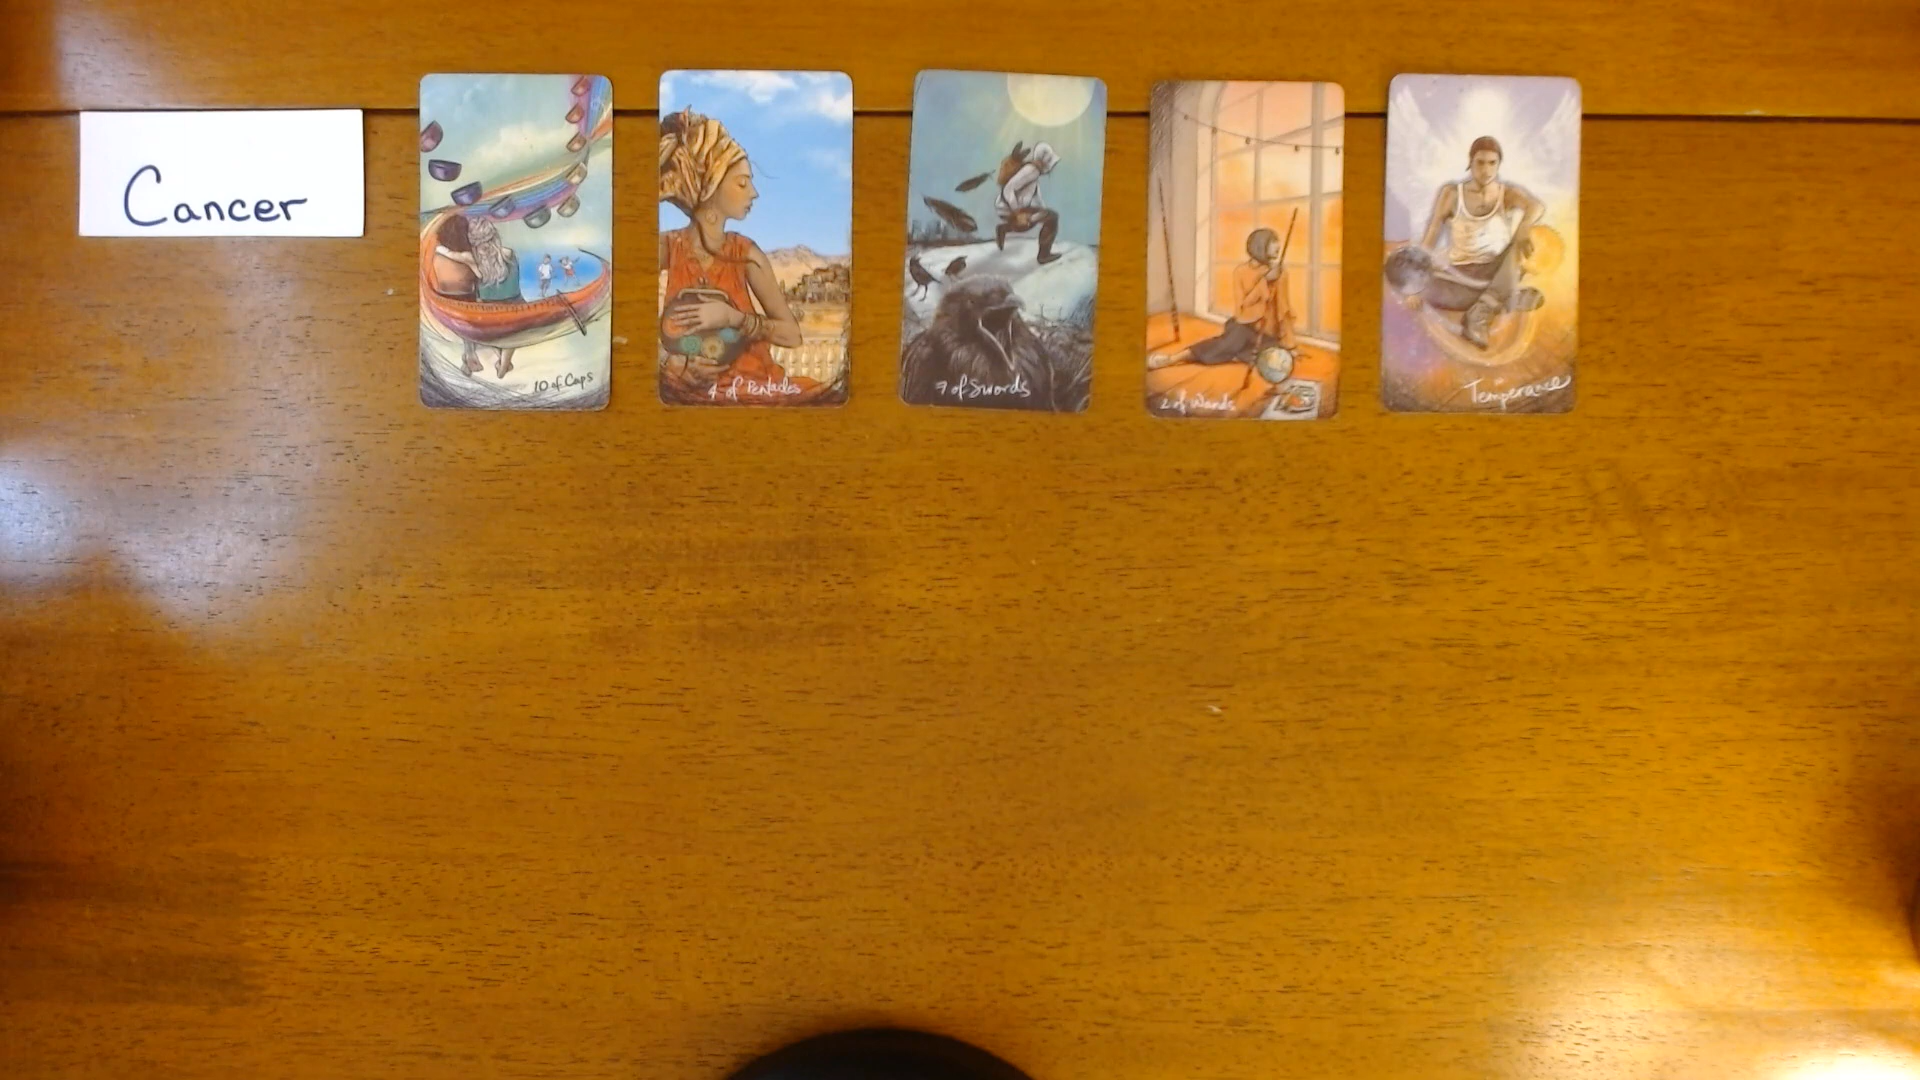 Cancer
10 of Cups
4 of Pentacles
7 of Swords
2 of Wands
Temperance